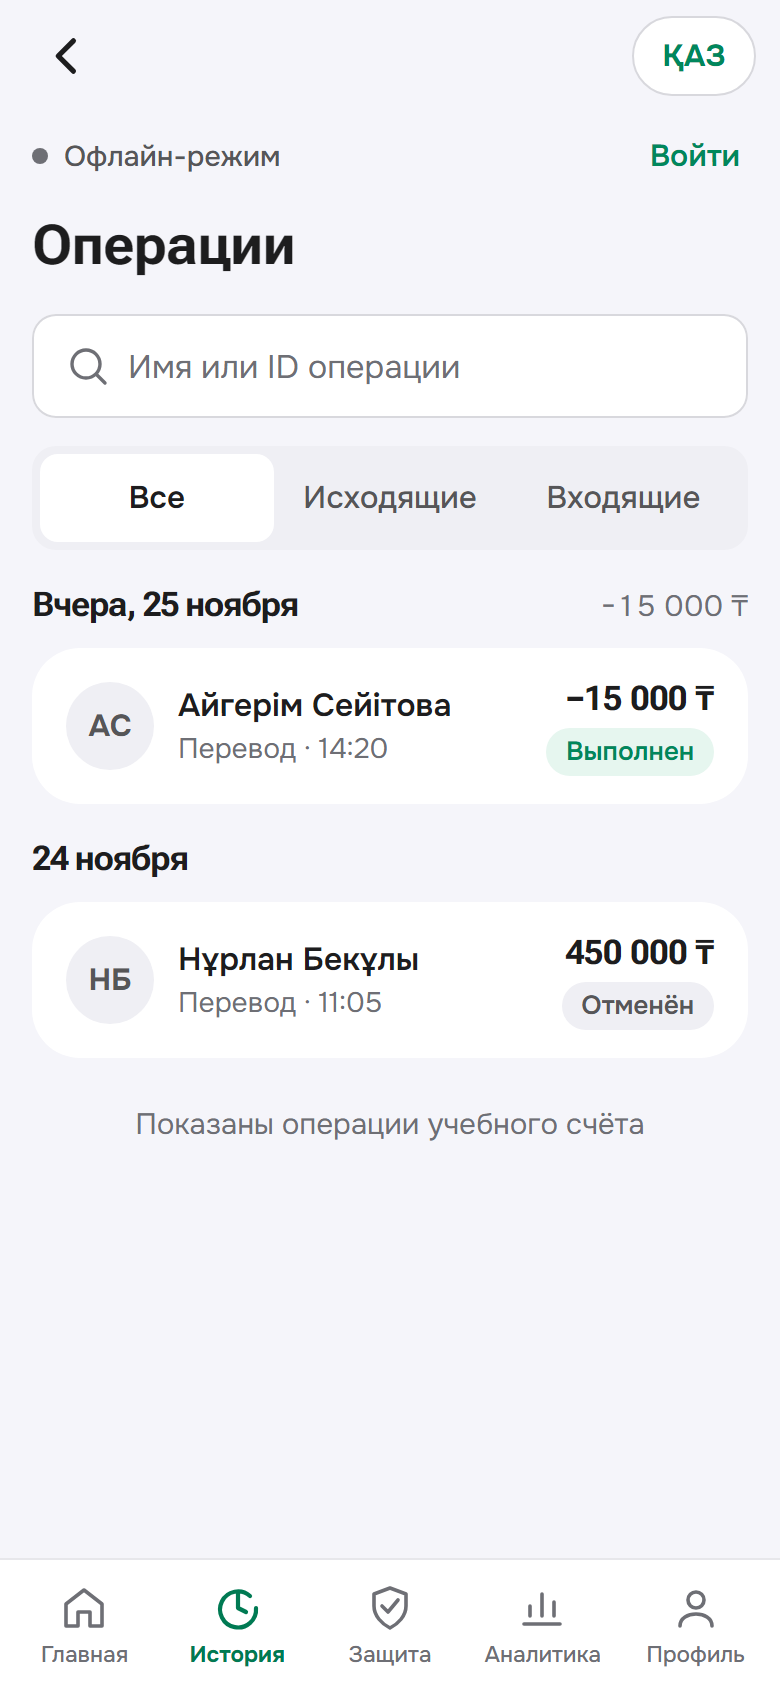 ҚАЗ
Офлайн-режим
Войти
Операции
Имя или ID операции
Все
Исходящие
Входящие
Вчера, 25 ноября
−15 000 ₸
АС
Айгерім Сейітова
Перевод · 14:20
−15 000 ₸
Выполнен
24 ноября
НБ
Нұрлан Бекұлы
Перевод · 11:05
450 000 ₸
Отменён
Показаны операции учебного счёта
Главная
История
Защита
Аналитика
Профиль